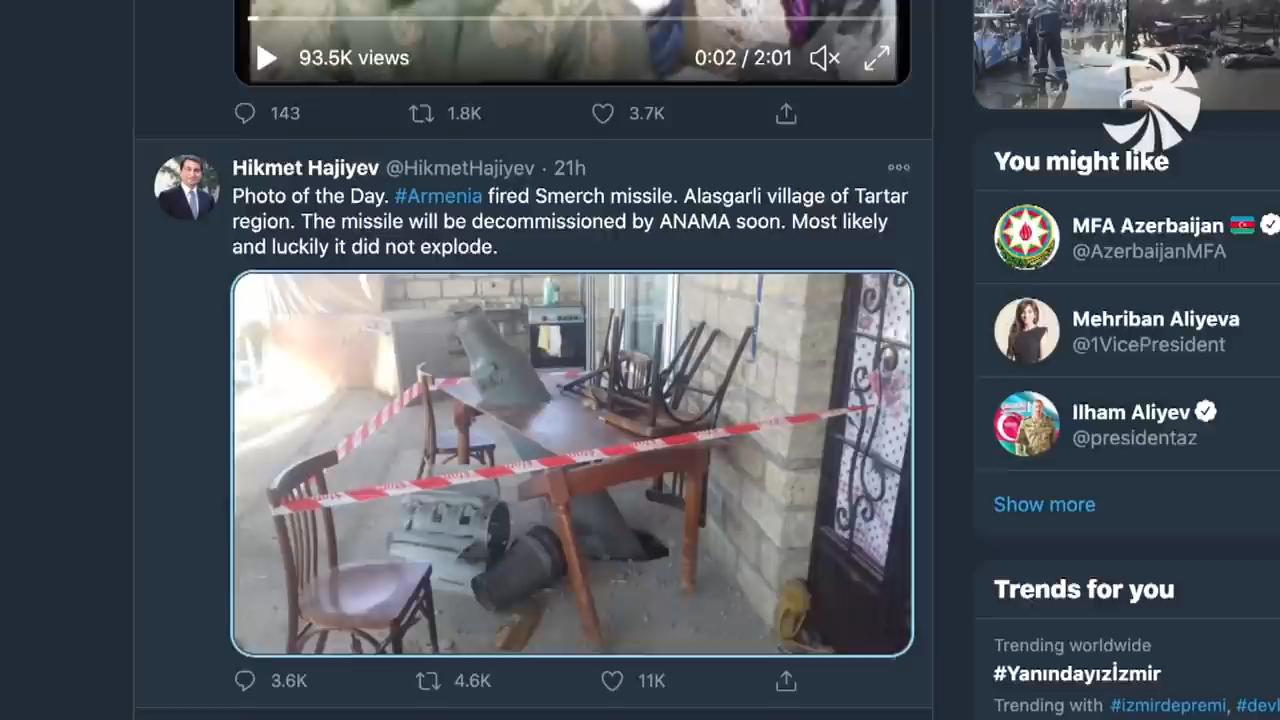 93.5K views
0:02 / 2:01
143
1.8K
3.7K
Hikmet Hajiyev @HikmetHajiyev · 21h
Photo of the Day. #Armenia fired Smerch missile. Alasgarli village of Tartar
region. The missile will be decommissioned by ANAMA soon. Most likely
and luckily it did not explode.
3.6K
4.6K
11K
You might like
MFA Azerbaijan
@AzerbaijanMFA
Mehriban Aliyeva
@1VicePresident
Ilham Aliyev
@presidentaz
Show more
Trends for you
Trending worldwide
#Yanındayızİzmir
Trending with #izmirdepremi, #devl